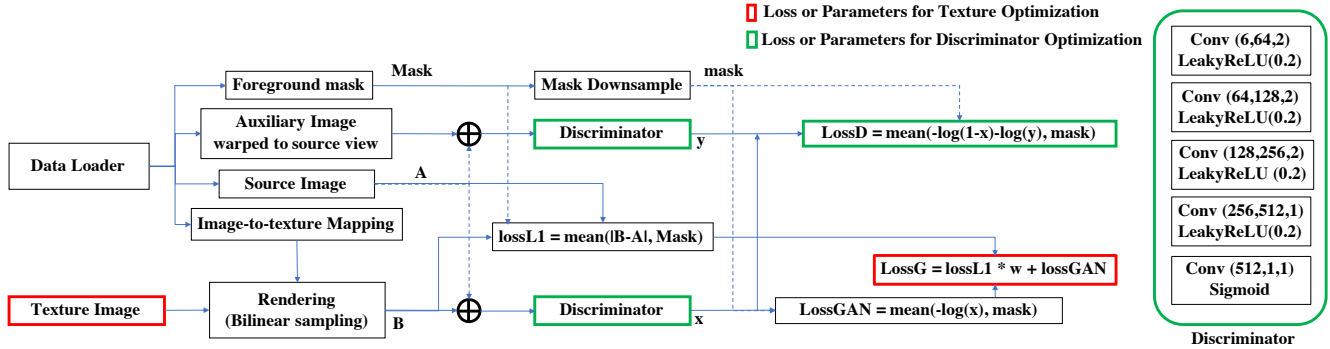 Loss or Parameters for Texture Optimization
Loss or Parameters for Discriminator Optimization
Foreground mask
Mask
Mask Downsample
mask
Auxiliary Image
warped to source view
Discriminator
y
LossD = mean(-log(1-x)-log(y), mask)
Data Loader
Source Image
A
Image-to-texture Mapping
lossL1 = mean(|B-A|, Mask)
LossG = lossL1 * w + lossGAN
Texture Image
Rendering
(Bilinear sampling)
B
Discriminator
x
LossGAN = mean(-log(x), mask)
Conv (6,64,2)
LeakyReLU(0.2)
Conv (64,128,2)
LeakyReLU(0.2)
Conv (128,256,2)
LeakyReLU (0.2)
Conv (256,512,1)
LeakyReLU(0.2)
Conv (512,1,1)
Sigmoid
Discriminator